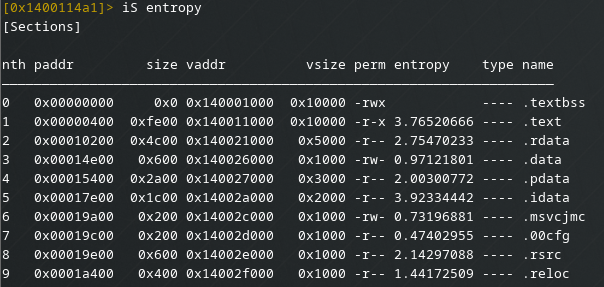 [0x1400114a1]> iS entropy
[Sections]
nth paddr size vaddr vsize perm entropy type name
0 0x00000000 0x0 0x140001000 0x10000 -rwx ---- .textbss
1 0x00000400 0xfe00 0x140011000 0x10000 -r-x 3.76520666 ---- .text
2 0x00010200 0x4c00 0x140021000 0x5000 -r-- 2.75470233 ---- .rdata
3 0x00014e00 0x600 0x140026000 0x1000 -rw- 0.97121801 ---- .data
4 0x00015400 0x2a00 0x140027000 0x3000 -r-- 2.00300772 ---- .pdata
5 0x00017e00 0x1c00 0x14002a000 0x2000 -r-- 3.92334442 ---- .idata
6 0x00019a00 0x200 0x14002c000 0x1000 -rw- 0.73196881 ---- .msvcjmc
7 0x00019c00 0x200 0x14002d000 0x1000 -r-- 0.47402955 ---- .00cfg
8 0x00019e00 0x600 0x14002e000 0x1000 -r-- 2.14297088 ---- .rsrc
9 0x0001a400 0x400 0x14002f000 0x1000 -r-- 1.44172509 ---- .reloc